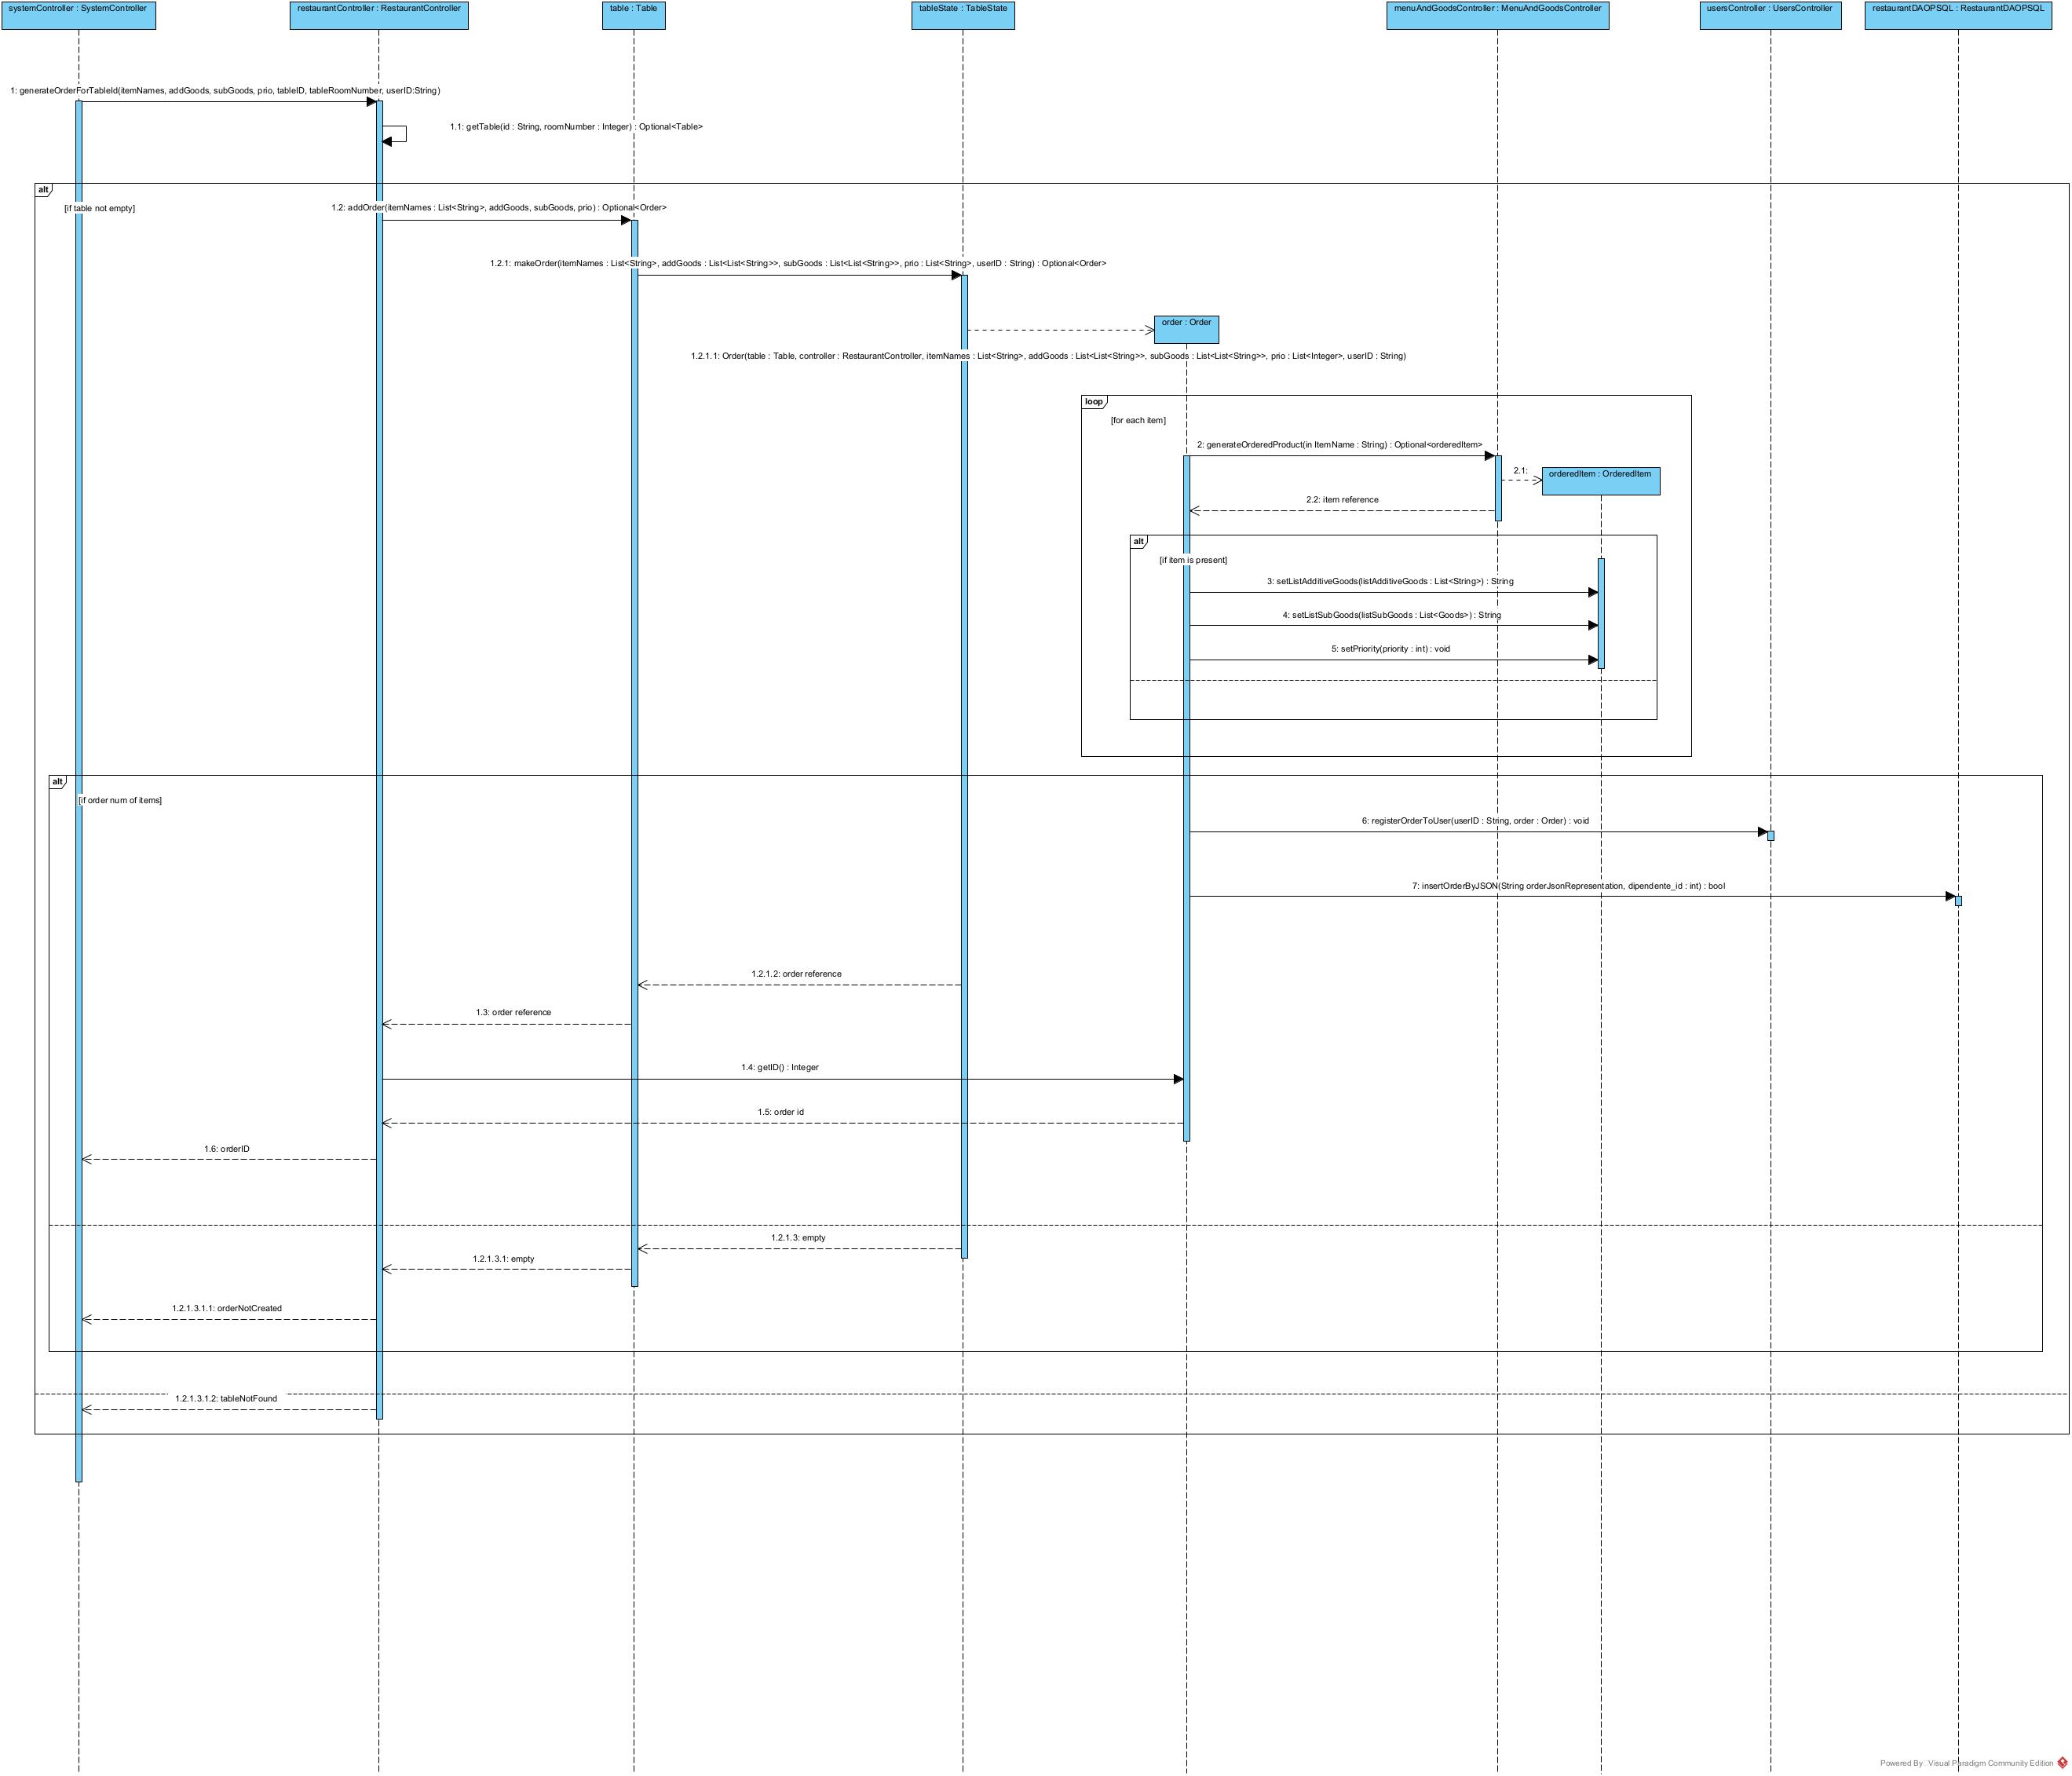 systemController : SystemController
restaurantController : RestaurantController
table : Table
tableState : TableState
menuAndGoodsController : MenuAndGoodsController
usersController : UsersController
restaurantDAOPSQL : RestaurantDAOPSQL
1: generateOrderForTableId(itemNames, addGoods, subGoods, prio, tableID, tableRoomNumber, userID:String)
1.1: getTable(id : String, roomNumber : Integer) : Optional<Table>
alt
[if table not empty]
1.2: addOrder(itemNames : List<String>, addGoods, subGoods, prio) : Optional<Order>
1.2.1: makeOrder(itemNames : List<String>, addGoods : List<List<String>>, subGoods : List<List<String>>, prio : List<String>, userID : String) : Optional<Order>
order : Order
1.2.1.1: Order(table : Table, controller : RestaurantController, itemNames : List<String>, addGoods : List<List<String>>, subGoods : List<List<String>>, prio : List<Integer>, userID : String)
loop
[for each item]
2: generateOrderedProduct(in ItemName : String) : Optional<orderedItem>
2.1:
orderedItem : OrderedItem
2.2: item reference
alt
[if item is present]
3: setListAdditiveGoods(listAdditiveGoods : List<String>) : String
4: setListSubGoods(listSubGoods : List<Goods>) : String
5: setPriority(priority : int) : void
alt
[if order num of items]
6: registerOrderToUser(userID : String, order : Order) : void
7: insertOrderByJSON(String orderJsonRepresentation, dipendente_id : int) : bool
1.2.1.2: order reference
1.3: order reference
1.4: getID() : Integer
1.5: order id
1.6: orderID
1.2.1.3: empty
1.2.1.3.1: empty
1.2.1.3.1.1: orderNotCreated
1.2.1.3.1.2: tableNotFound
Powered By Visual Paradigm Community Edition